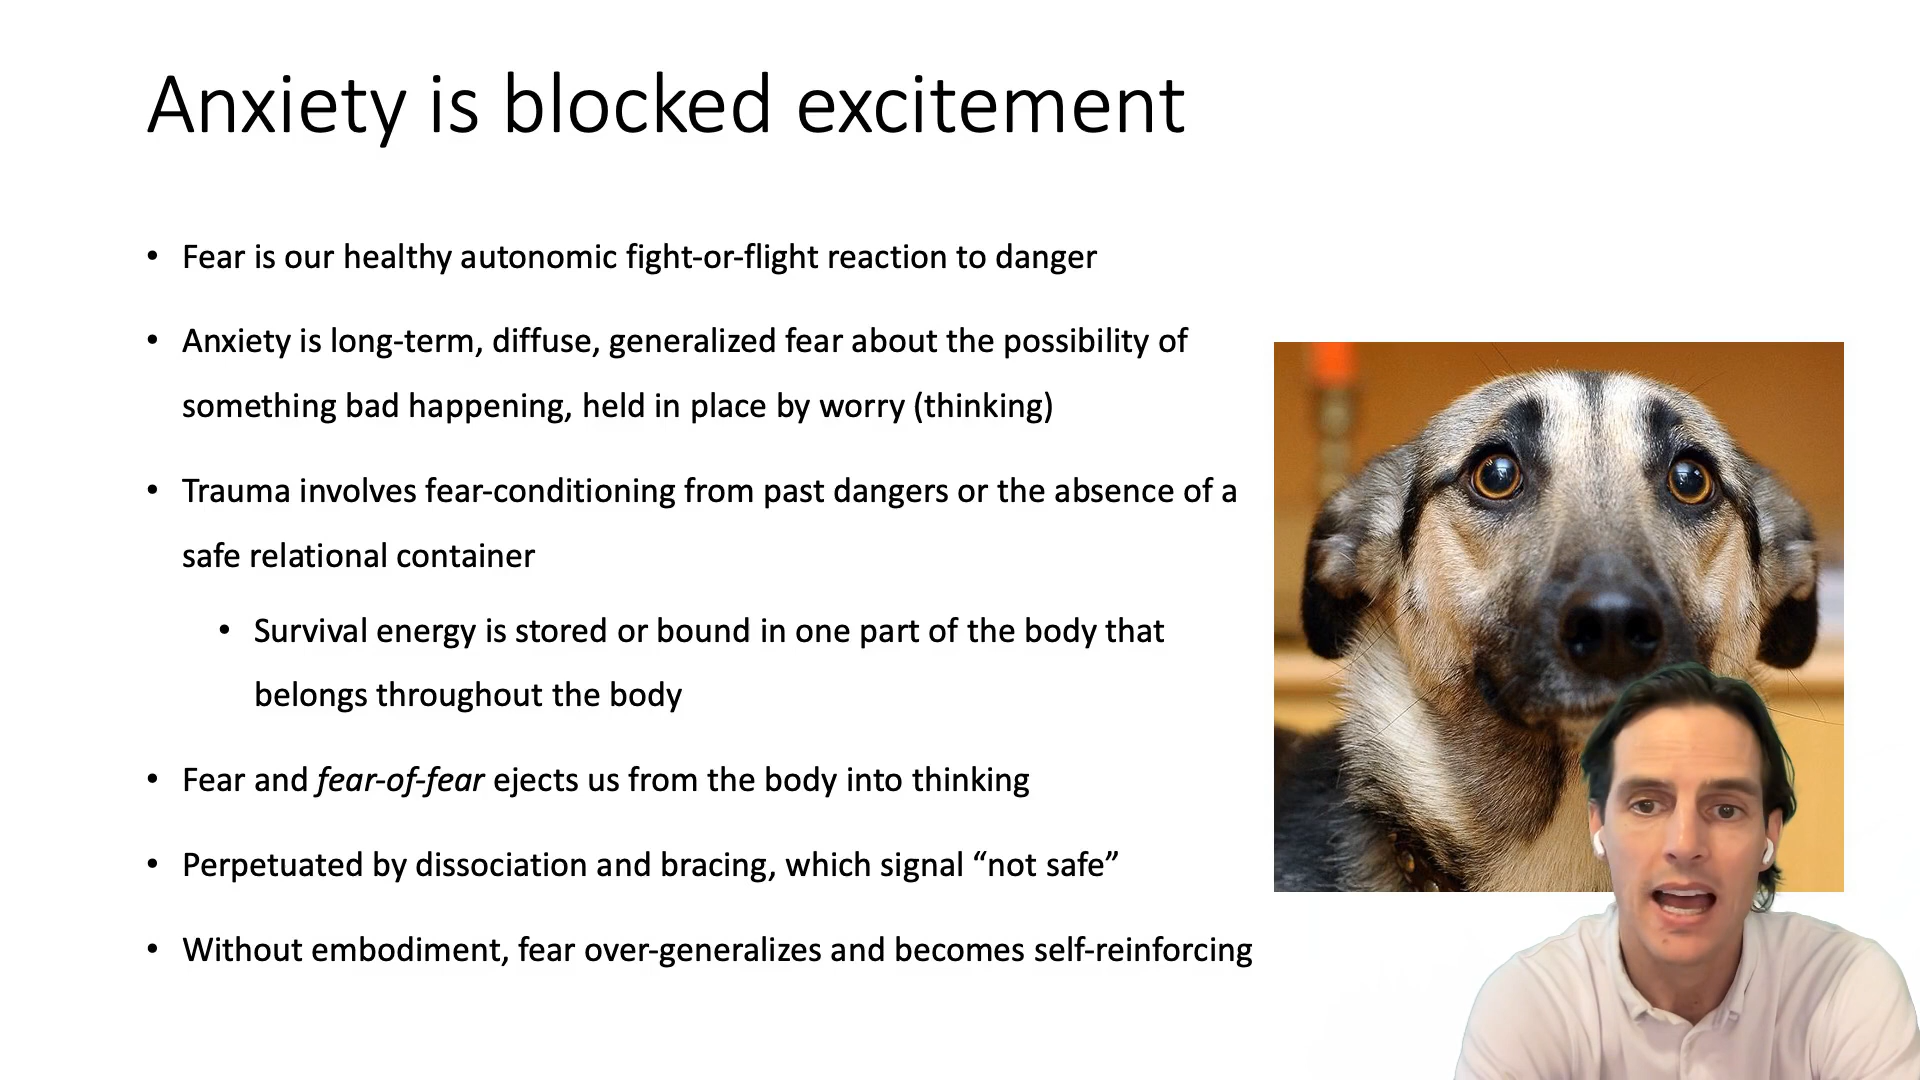 Anxiety is blocked excitement
• Fear is our healthy autonomic fight-or-flight reaction to danger
• Anxiety is long-term, diffuse, generalized fear about the possibility of
something bad happening, held in place by worry (thinking)
• Trauma involves fear-conditioning from past dangers or the absence of a
safe relational container
• Survival energy is stored or bound in one part of the body that
belongs throughout the body
• Fear and fear-of-fear ejects us from the body into thinking
• Perpetuated by dissociation and bracing, which signal “not safe”
• Without embodiment, fear over-generalizes and becomes self-reinforcing